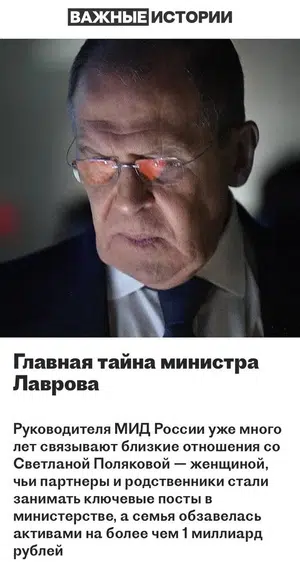 ВАЖНЫЕ ИСТОРИИ
Главная тайна министра
Лаврова
Руководителя МИД России уже много
лет связывают близкие отношения со
Светланой Поляковой — женщиной,
чьи партнеры и родственники стали
занимать ключевые посты в
министерстве, а семья обзавелась
активами на более чем 1 миллиард
рублей